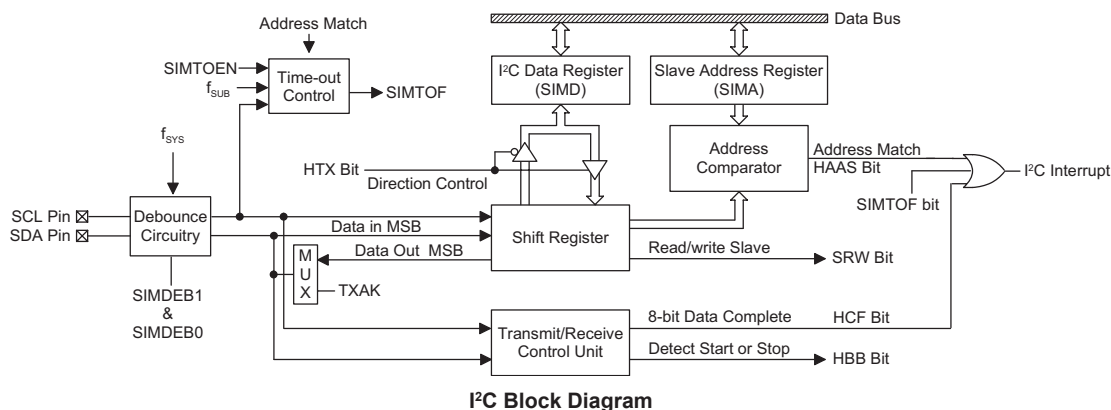 Data Bus
Address Match
SIMTOEN
fSUB
Time-out
Control
SIMTOF
I²C Data Register
(SIMD)
Slave Address Register
(SIMA)
fSYS
HTX Bit
Direction Control
Address
Comparator
Address Match
HAAS Bit
I²C Interrupt
SIMTOF bit
SCL Pin
SDA Pin
Debounce
Circuitry
Data in MSB
Shift Register
Data Out MSB
M
U
X
TXAK
Read/write Slave
SRW Bit
SIMDEB1
&
SIMDEB0
Transmit/Receive
Control Unit
8-bit Data Complete
HCF Bit
Detect Start or Stop
HBB Bit
I²C Block Diagram